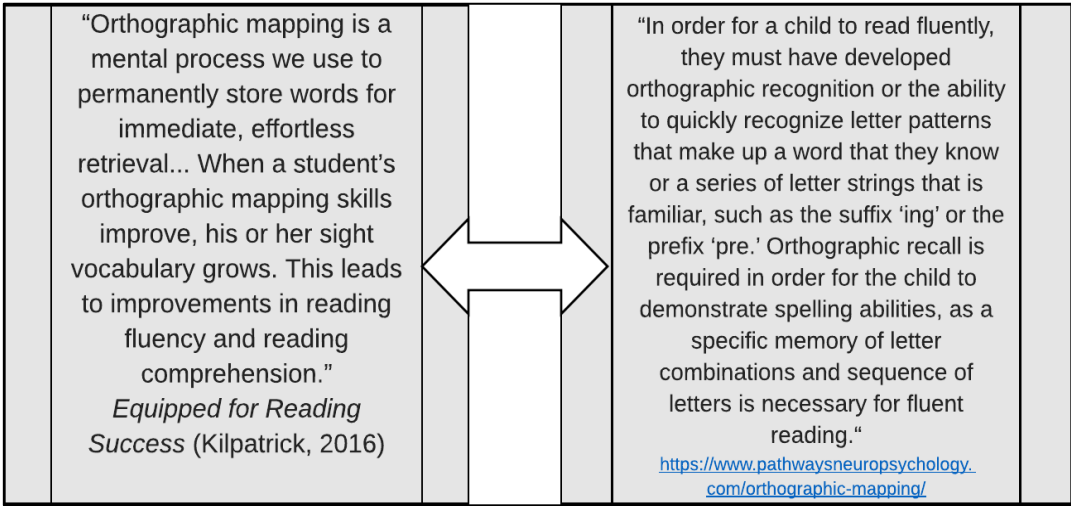 “Orthographic mapping is a
mental process we use to
permanently store words for
immediate, effortless
retrieval... When a student’s
orthographic mapping skills
improve, his or her sight
vocabulary grows. This leads
to improvements in reading
fluency and reading
comprehension.”
Equipped for Reading
Success (Kilpatrick, 2016)
“In order for a child to read fluently,
they must have developed
orthographic recognition or the ability
to quickly recognize letter patterns
that make up a word that they know
or a series of letter strings that is
familiar, such as the suffix ‘ing’ or the
prefix ‘pre.’ Orthographic recall is
required in order for the child to
demonstrate spelling abilities, as a
specific memory of letter
combinations and sequence of
letters is necessary for fluent
reading.“
https://www.pathwaysneuropsychology.
com/orthographic-mapping/